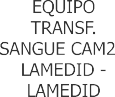 EQUIPO
TRANSF.
SANGUE CAM2
LAMEDID -
LAMEDID